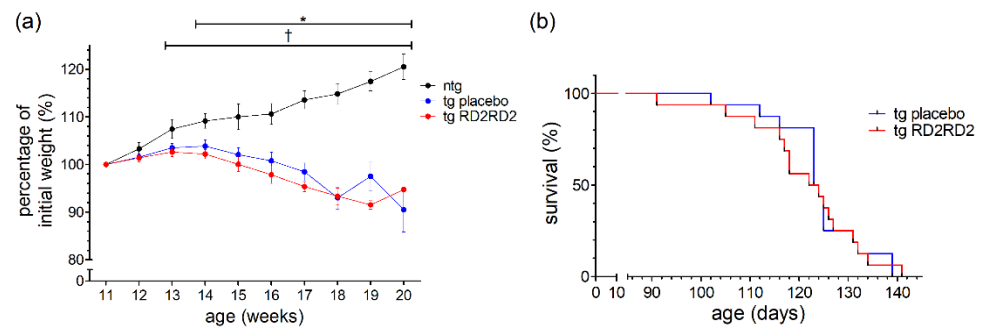 (a)
*
†
percentage of
initial weight (%)
120
110
100
90
0
ntg
tg placebo
tg RD2RD2
11 12 13 14 15 16 17 18 19 20
age (weeks)
(b)
survival (%)
100
50
0
tg placebo
tg RD2RD2
0 10 90 100 110 120 130 140
age (days)